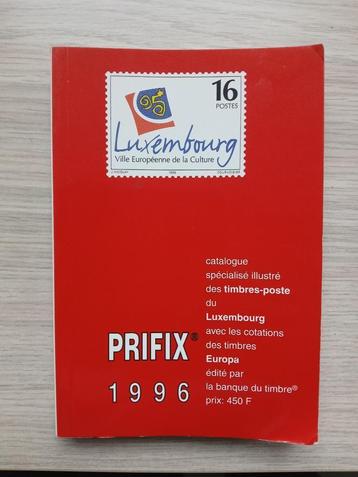 95
16
POSTES
Luxembourg
Ville Européenne de la Culture
1995
catalogue
spécialisé illustré
des timbres-poste
du
Luxembourg
avec les cotations
des timbres
Europa
édité par
la banque du timbre®
prix: 450 F
PRIFIX®
1996